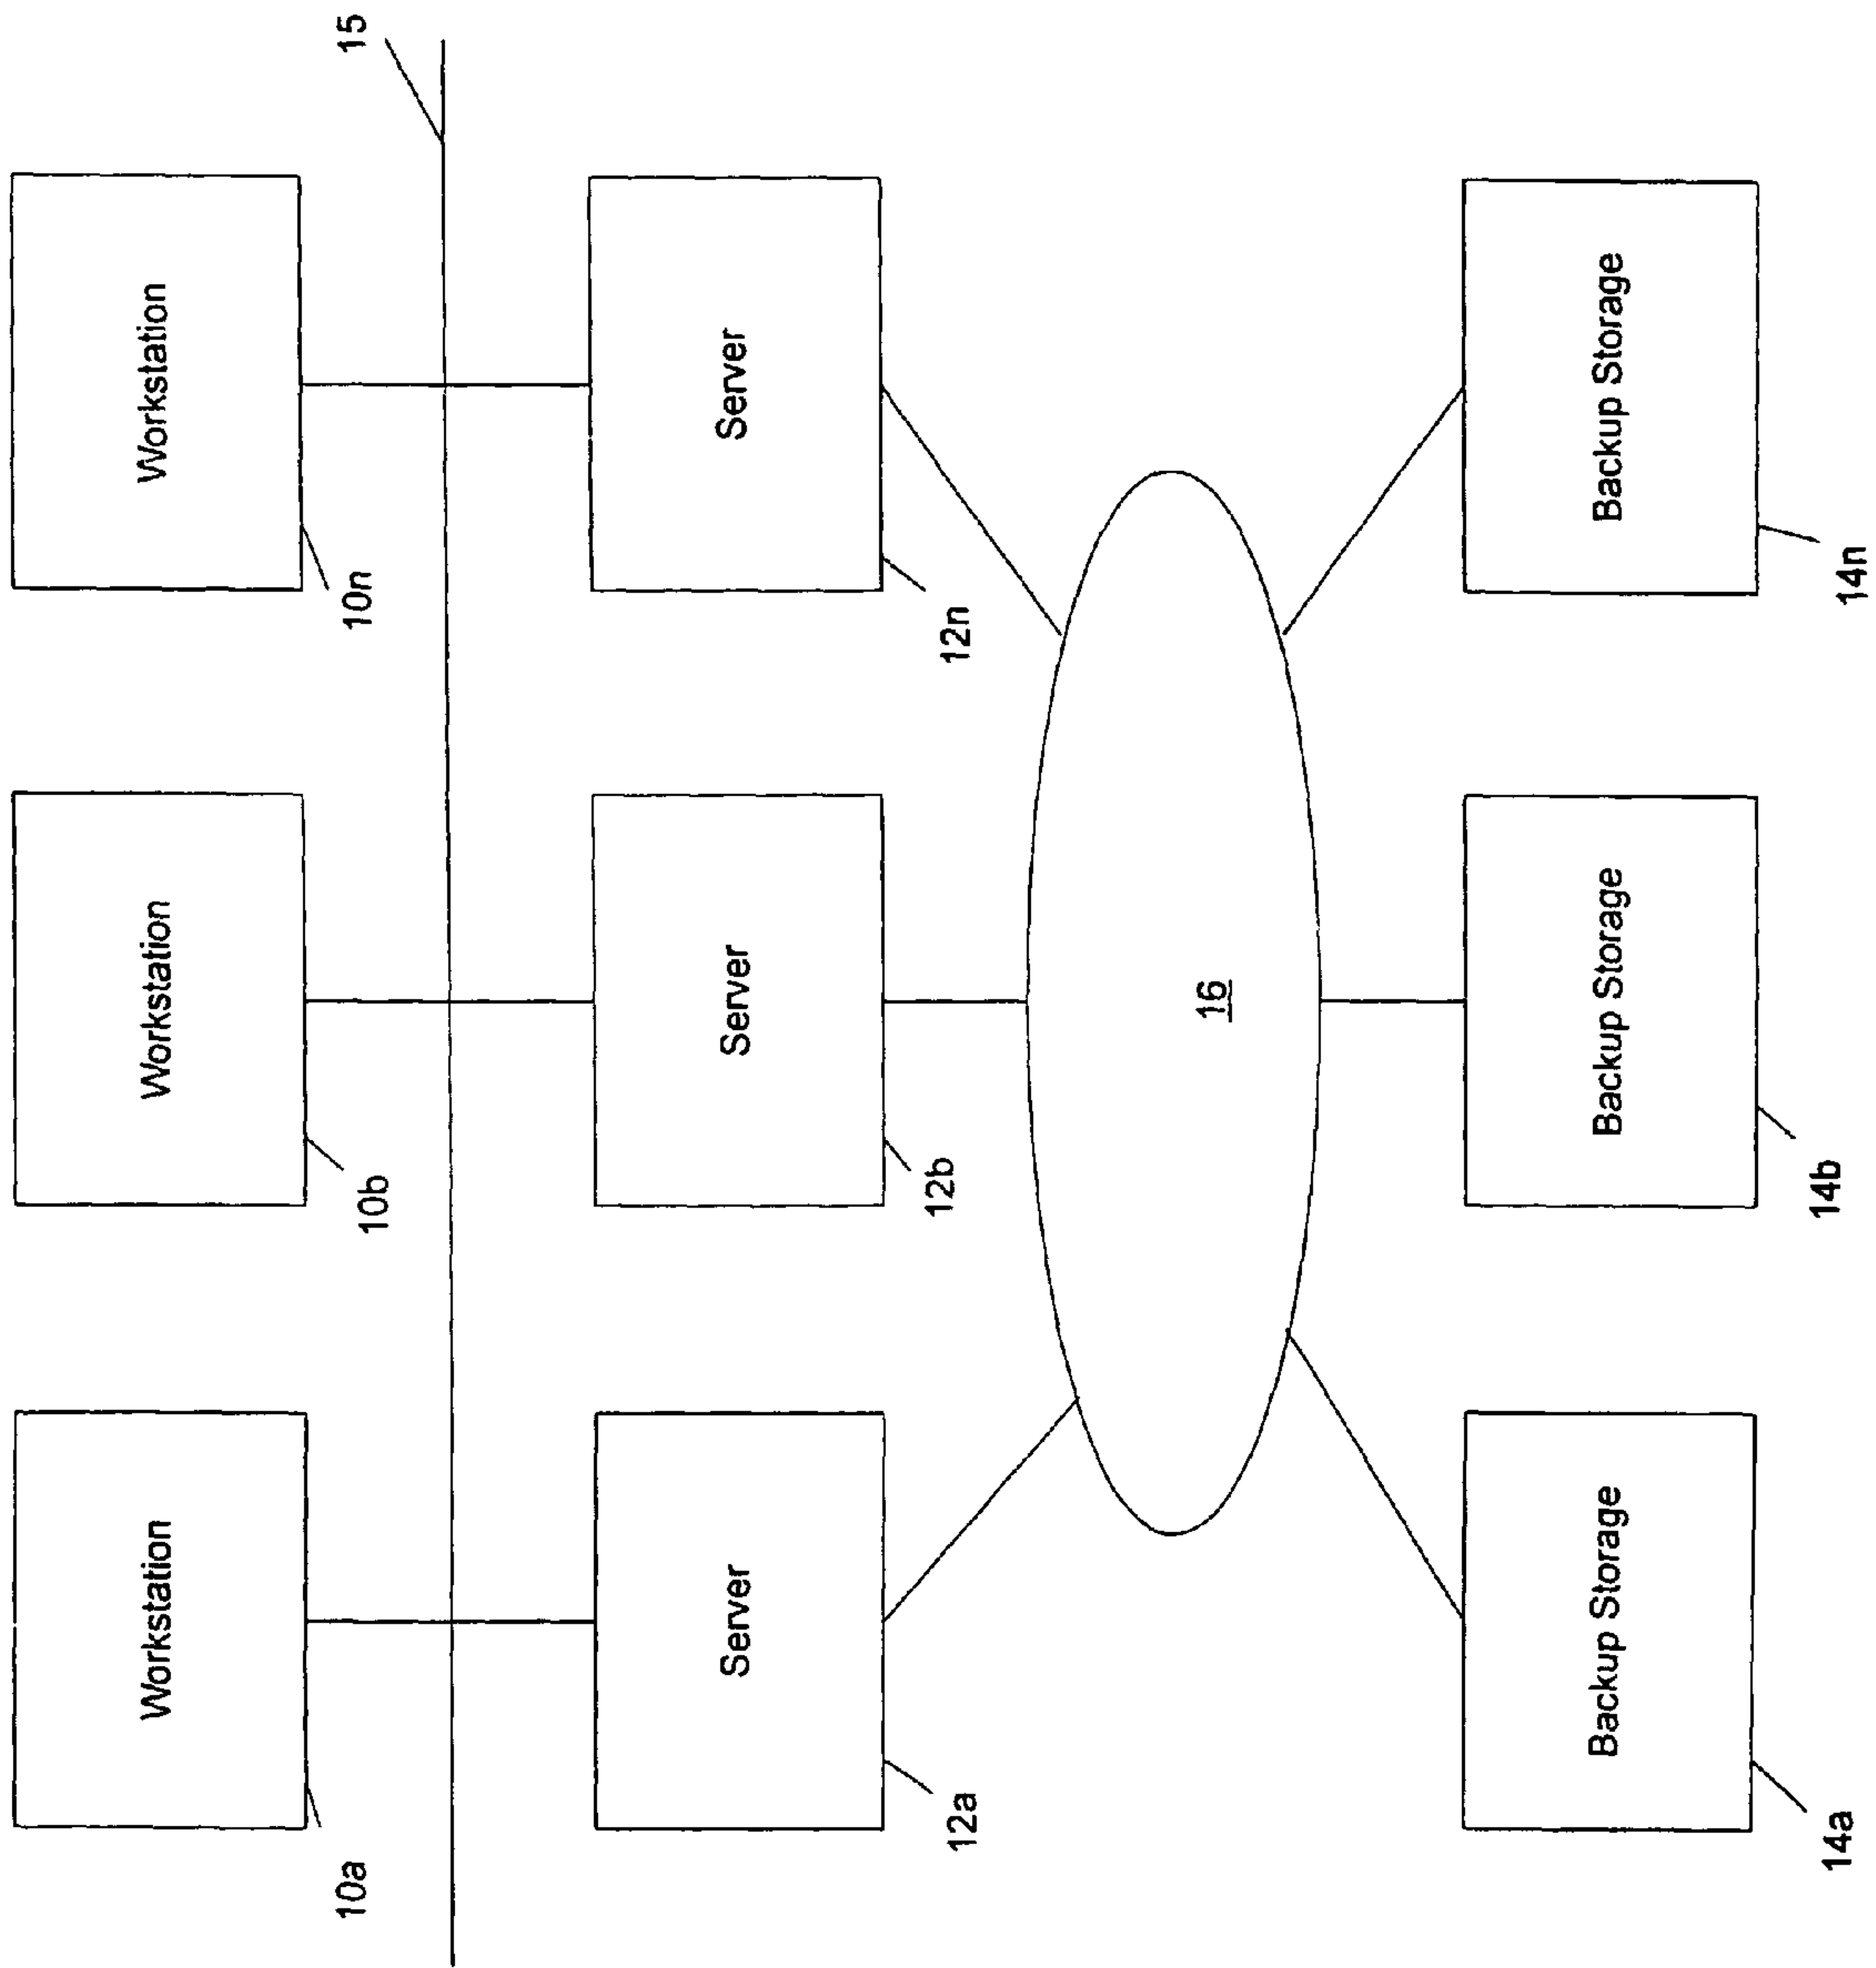 Workstation
Workstation
Workstation
10a
10b
10n
15
Server
Server
Server
12a
12b
12n
16
Backup Storage
Backup Storage
Backup Storage
14a
14b
14n